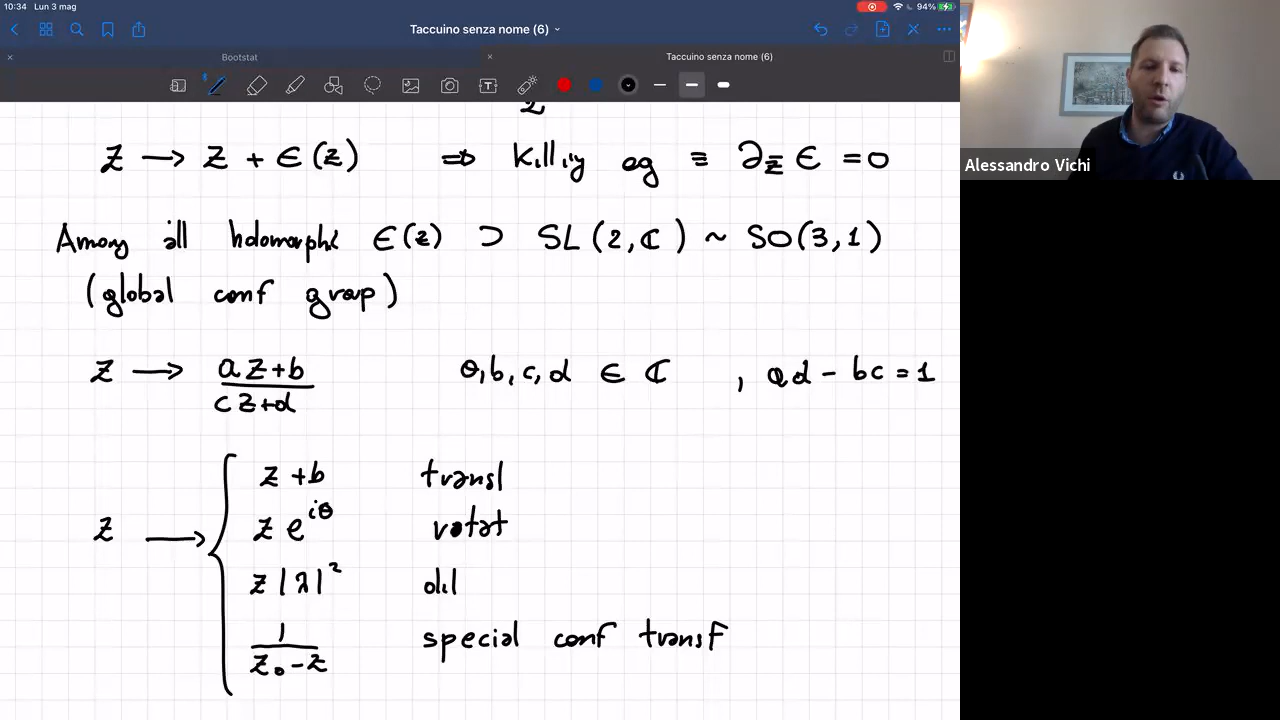 10:34 Lun 3 mag
94%
Taccuino senza nome (6)
Bootstat
Taccuino senza nome (6)
Alessandro Vichi
2
z → z + ε(z) ⇒ Killing eq ≡ ∂_z̄ ε = 0
Among all holomorphic ε(z) ⊃ SL(2,ℂ) ~ SO(3,1)
(global conf group)
z → (az+b)/(cz+d) a,b,c,d ∈ ℂ , ad - bc = 1
z + b transl
z → z e^{iθ} rotat
z |λ|² dil
1/(z₀ - z) special conf transf